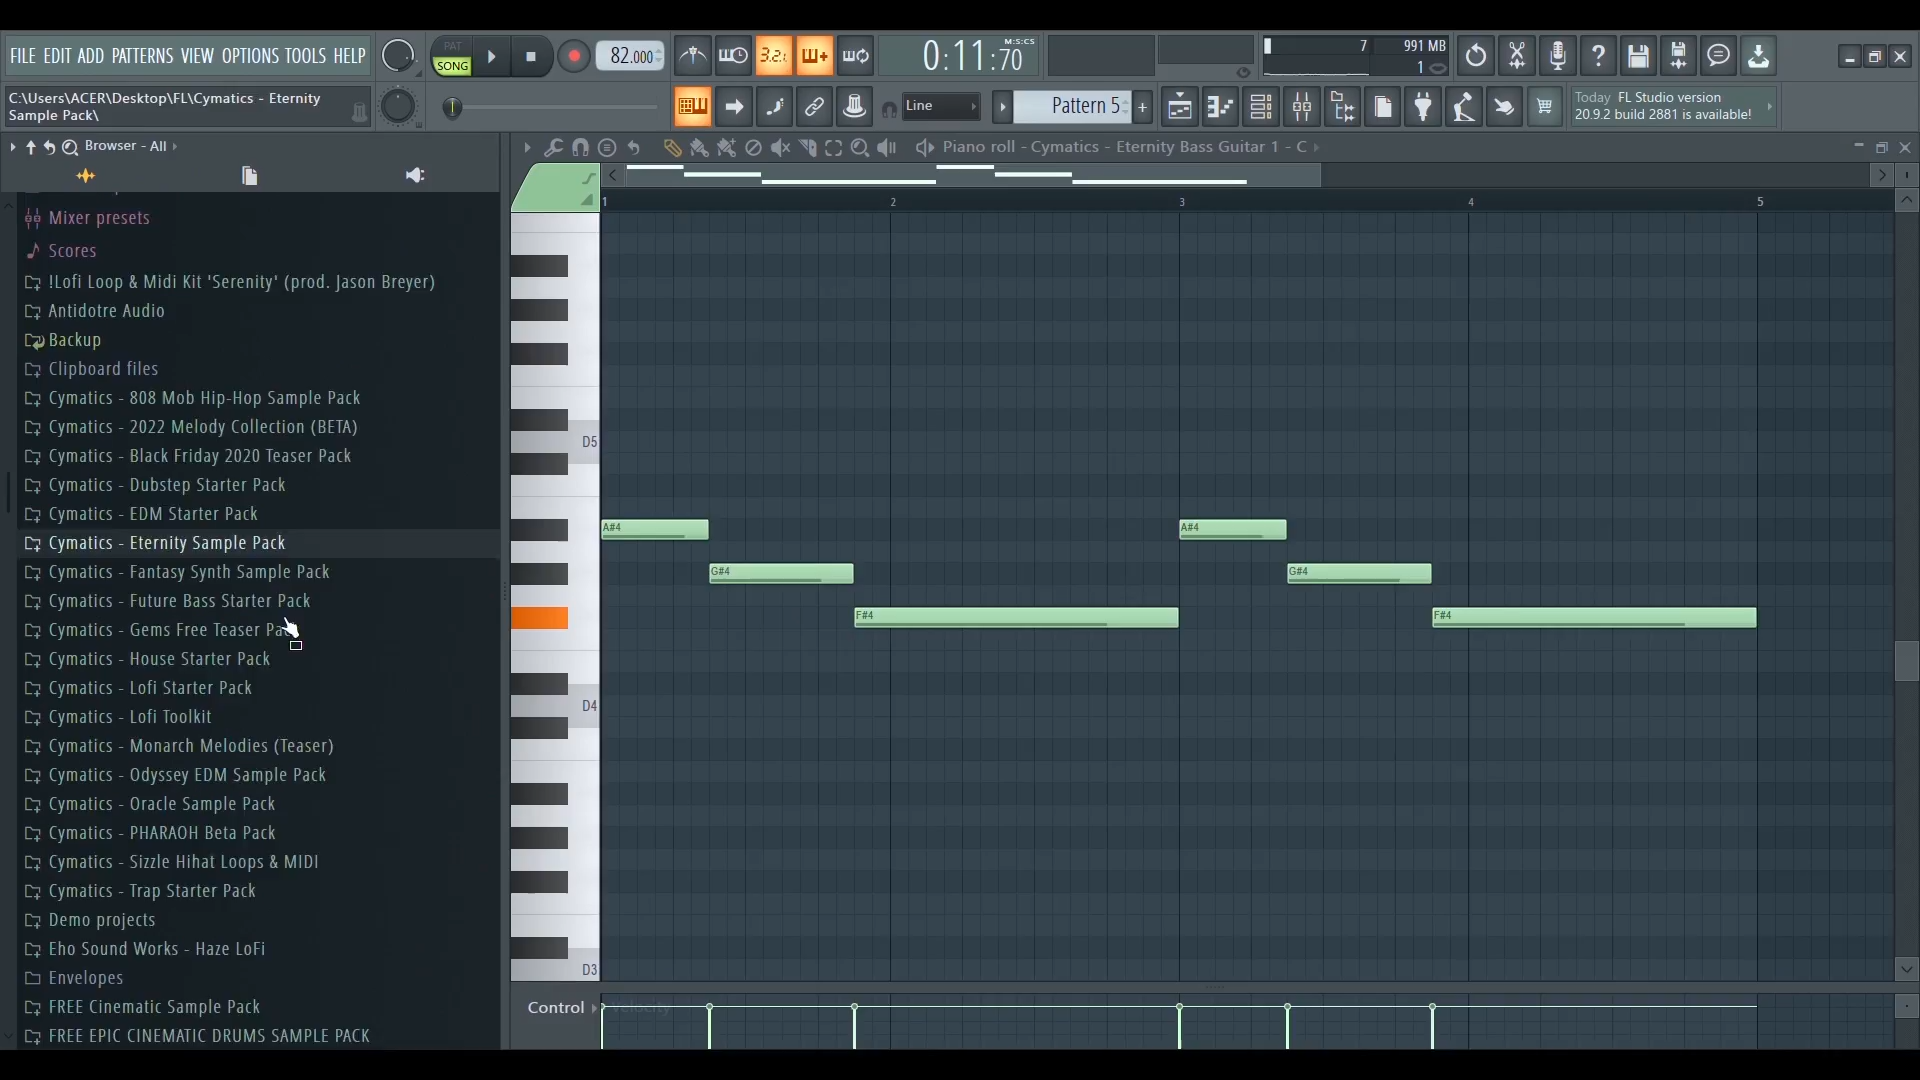 FILE EDIT ADD PATTERNS VIEW OPTIONS TOOLS HELP
PAT
SONG
82.000
3.2.
0:11:70
M:S:CS
7
991 MB
1
C:\Users\ACER\Desktop\FL\Cymatics - Eternity
Sample Pack\
Line
Pattern 5
Today FL Studio version
20.9.2 build 2881 is available!
Browser - All
Piano roll - Cymatics - Eternity Bass Guitar 1 - C
1 2 3 4 5
Mixer presets
Scores
!Lofi Loop & Midi Kit 'Serenity' (prod. Jason Breyer)
Antidotre Audio
Backup
Clipboard files
Cymatics - 808 Mob Hip-Hop Sample Pack
Cymatics - 2022 Melody Collection (BETA)
Cymatics - Black Friday 2020 Teaser Pack
Cymatics - Dubstep Starter Pack
Cymatics - EDM Starter Pack
Cymatics - Eternity Sample Pack
Cymatics - Fantasy Synth Sample Pack
Cymatics - Future Bass Starter Pack
Cymatics - Gems Free Teaser Pack
Cymatics - House Starter Pack
Cymatics - Lofi Starter Pack
Cymatics - Lofi Toolkit
Cymatics - Monarch Melodies (Teaser)
Cymatics - Odyssey EDM Sample Pack
Cymatics - Oracle Sample Pack
Cymatics - PHARAOH Beta Pack
Cymatics - Sizzle Hihat Loops & MIDI
Cymatics - Trap Starter Pack
Demo projects
Eho Sound Works - Haze LoFi
Envelopes
FREE Cinematic Sample Pack
FREE EPIC CINEMATIC DRUMS SAMPLE PACK
D5
A#4 A#4
G#4 G#4
F#4 F#4
D4
D3
Control
Velocity